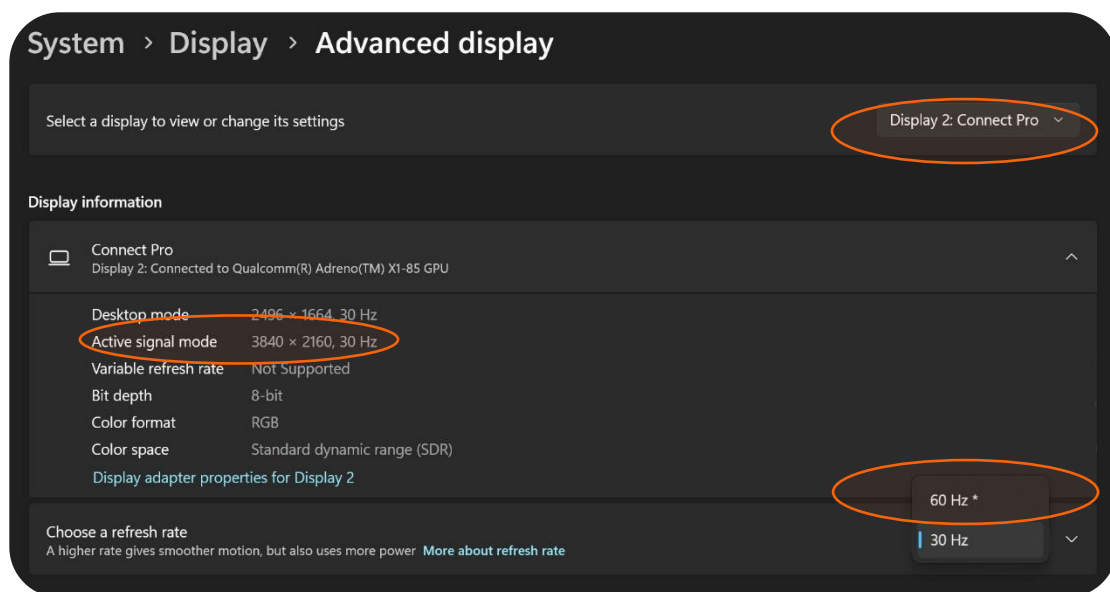 System > Display > Advanced display
Select a display to view or change its settings
Display 2: Connect Pro
Display information
Connect Pro
Display 2: Connected to Qualcomm(R) Adreno(TM) X1-85 GPU
Desktop mode 2496 × 1664, 30 Hz
Active signal mode 3840 × 2160, 30 Hz
Variable refresh rate Not Supported
Bit depth 8-bit
Color format RGB
Color space Standard dynamic range (SDR)
Display adapter properties for Display 2
60 Hz *
Choose a refresh rate
30 Hz
A higher rate gives smoother motion, but also uses more power More about refresh rate